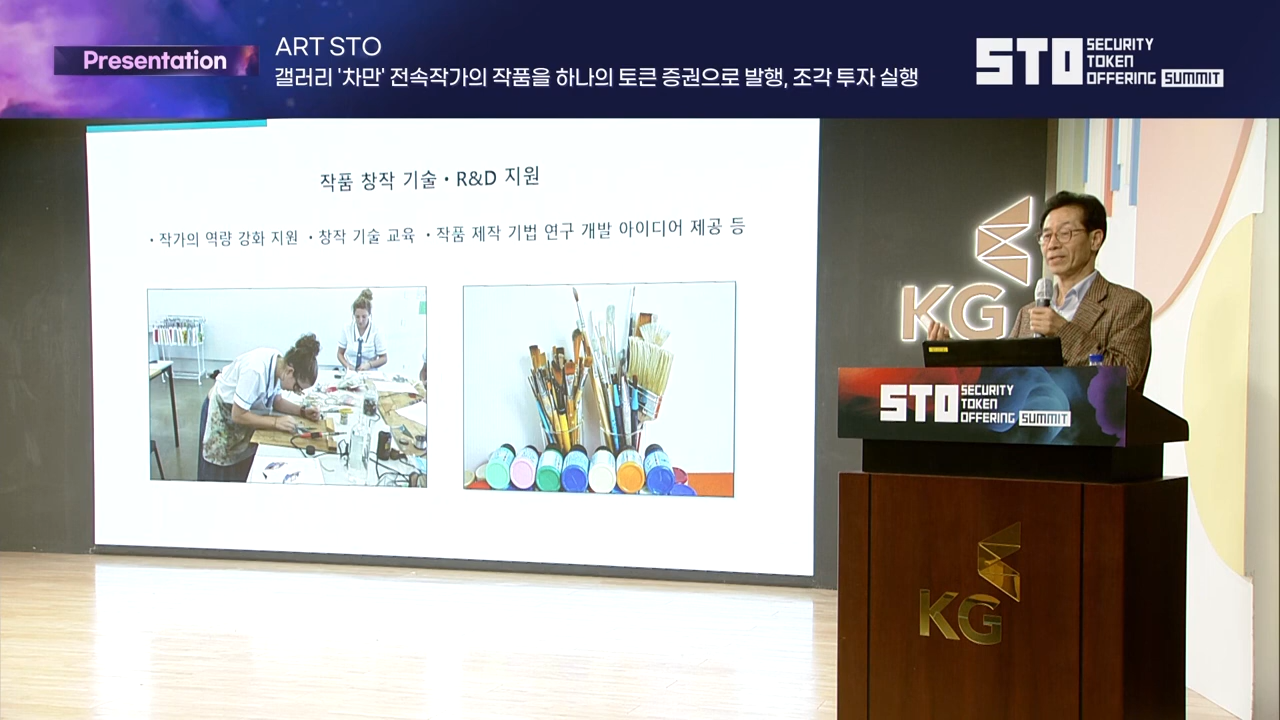 Presentation
ART STO
갤러리 '차만' 전속작가의 작품을 하나의 토큰 증권으로 발행, 조각 투자 실행
STO SECURITY
TOKEN
OFFERING SUMMIT
작품 창작 기술 · R&D 지원
· 작가의 역량 강화 지원 · 창작 기술 교육 · 작품 제작 기법 연구 개발 아이디어 제공 등
KG
STO SECURITY
TOKEN
OFFERING SUMMIT
KG